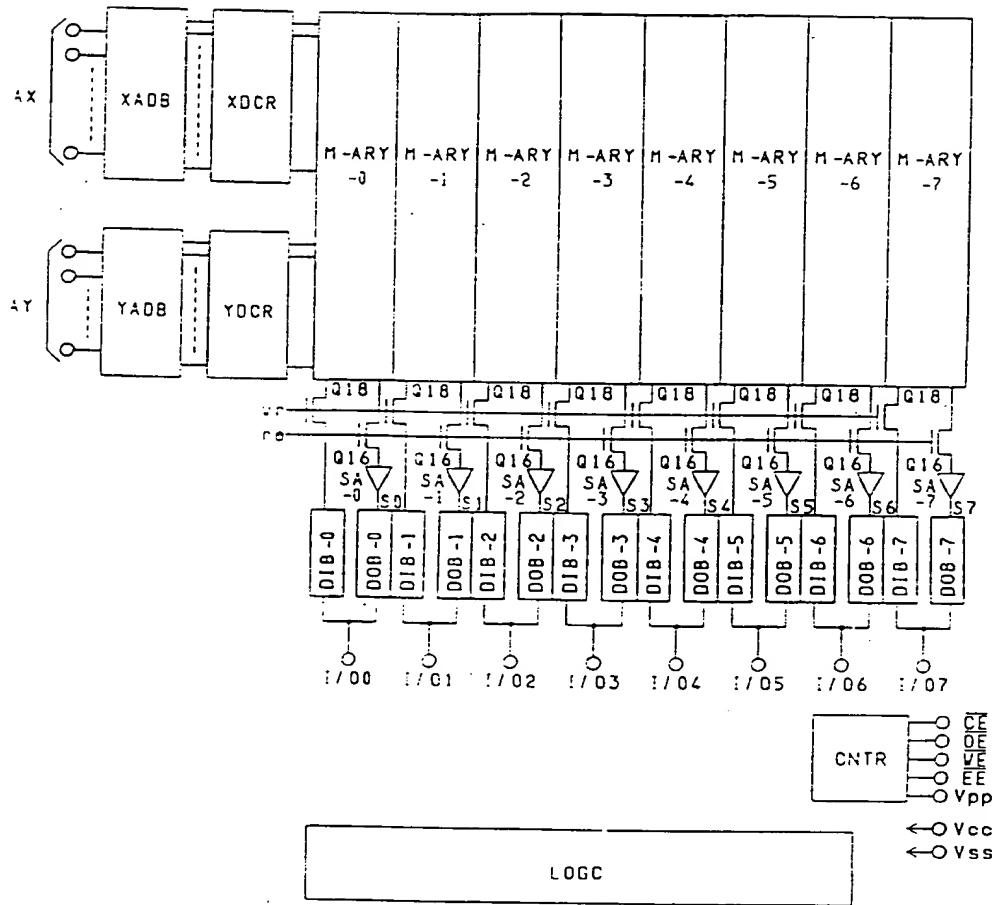 AX
XADB
XDCR
M-ARY -0
M-ARY -1
M-ARY -2
M-ARY -3
M-ARY -4
M-ARY -5
M-ARY -6
M-ARY -7
AY
YADB
YDCR
Q18 Q18 Q18 Q18 Q18 Q18 Q18 Q18
wr
re
Q16 Q16 Q16 Q16 Q16 Q16 Q16 Q16
SA -0
SA -1
SA -2
SA -3
SA -4
SA -5
SA -6
SA -7
S0 S1 S2 S3 S4 S5 S6 S7
DIB-0
DOB-0
DIB-1
DOB-1
DIB-2
DOB-2
DIB-3
DOB-3
DIB-4
DOB-4
DIB-5
DOB-5
DIB-6
DOB-6
DIB-7
DOB-7
I/O0 I/O1 I/O2 I/O3 I/O4 I/O5 I/O6 I/O7
CNTR
C̅E̅
O̅E̅
W̅E̅
E̅E̅
Vpp
Vcc
Vss
LOGC